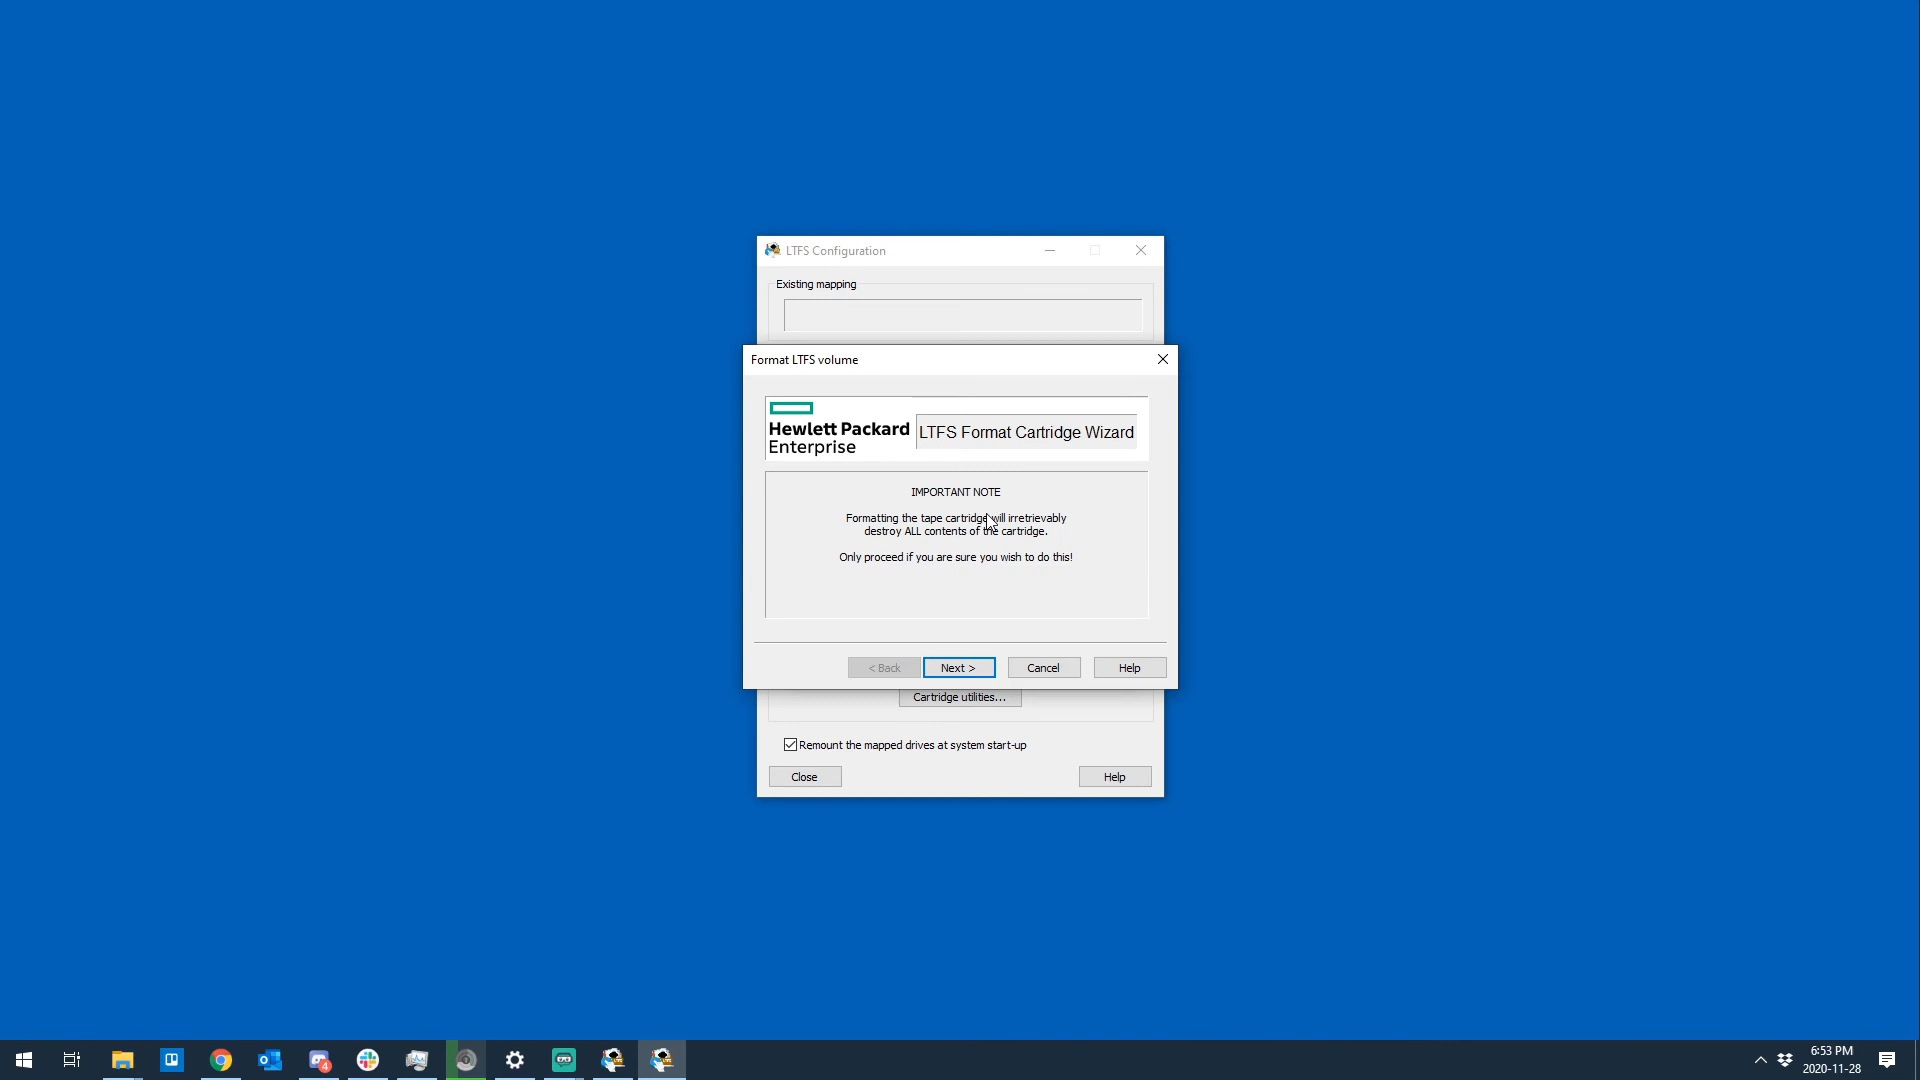 LTFS Configuration
Existing mapping
Format LTFS volume
Hewlett Packard
Enterprise
LTFS Format Cartridge Wizard
IMPORTANT NOTE
Formatting the tape cartridge will irretrievably
destroy ALL contents of the cartridge.
Only proceed if you are sure you wish to do this!
< Back
Next >
Cancel
Help
Cartridge utilities...
Remount the mapped drives at system start-up
Close
Help
4
6:53 PM
2020-11-28